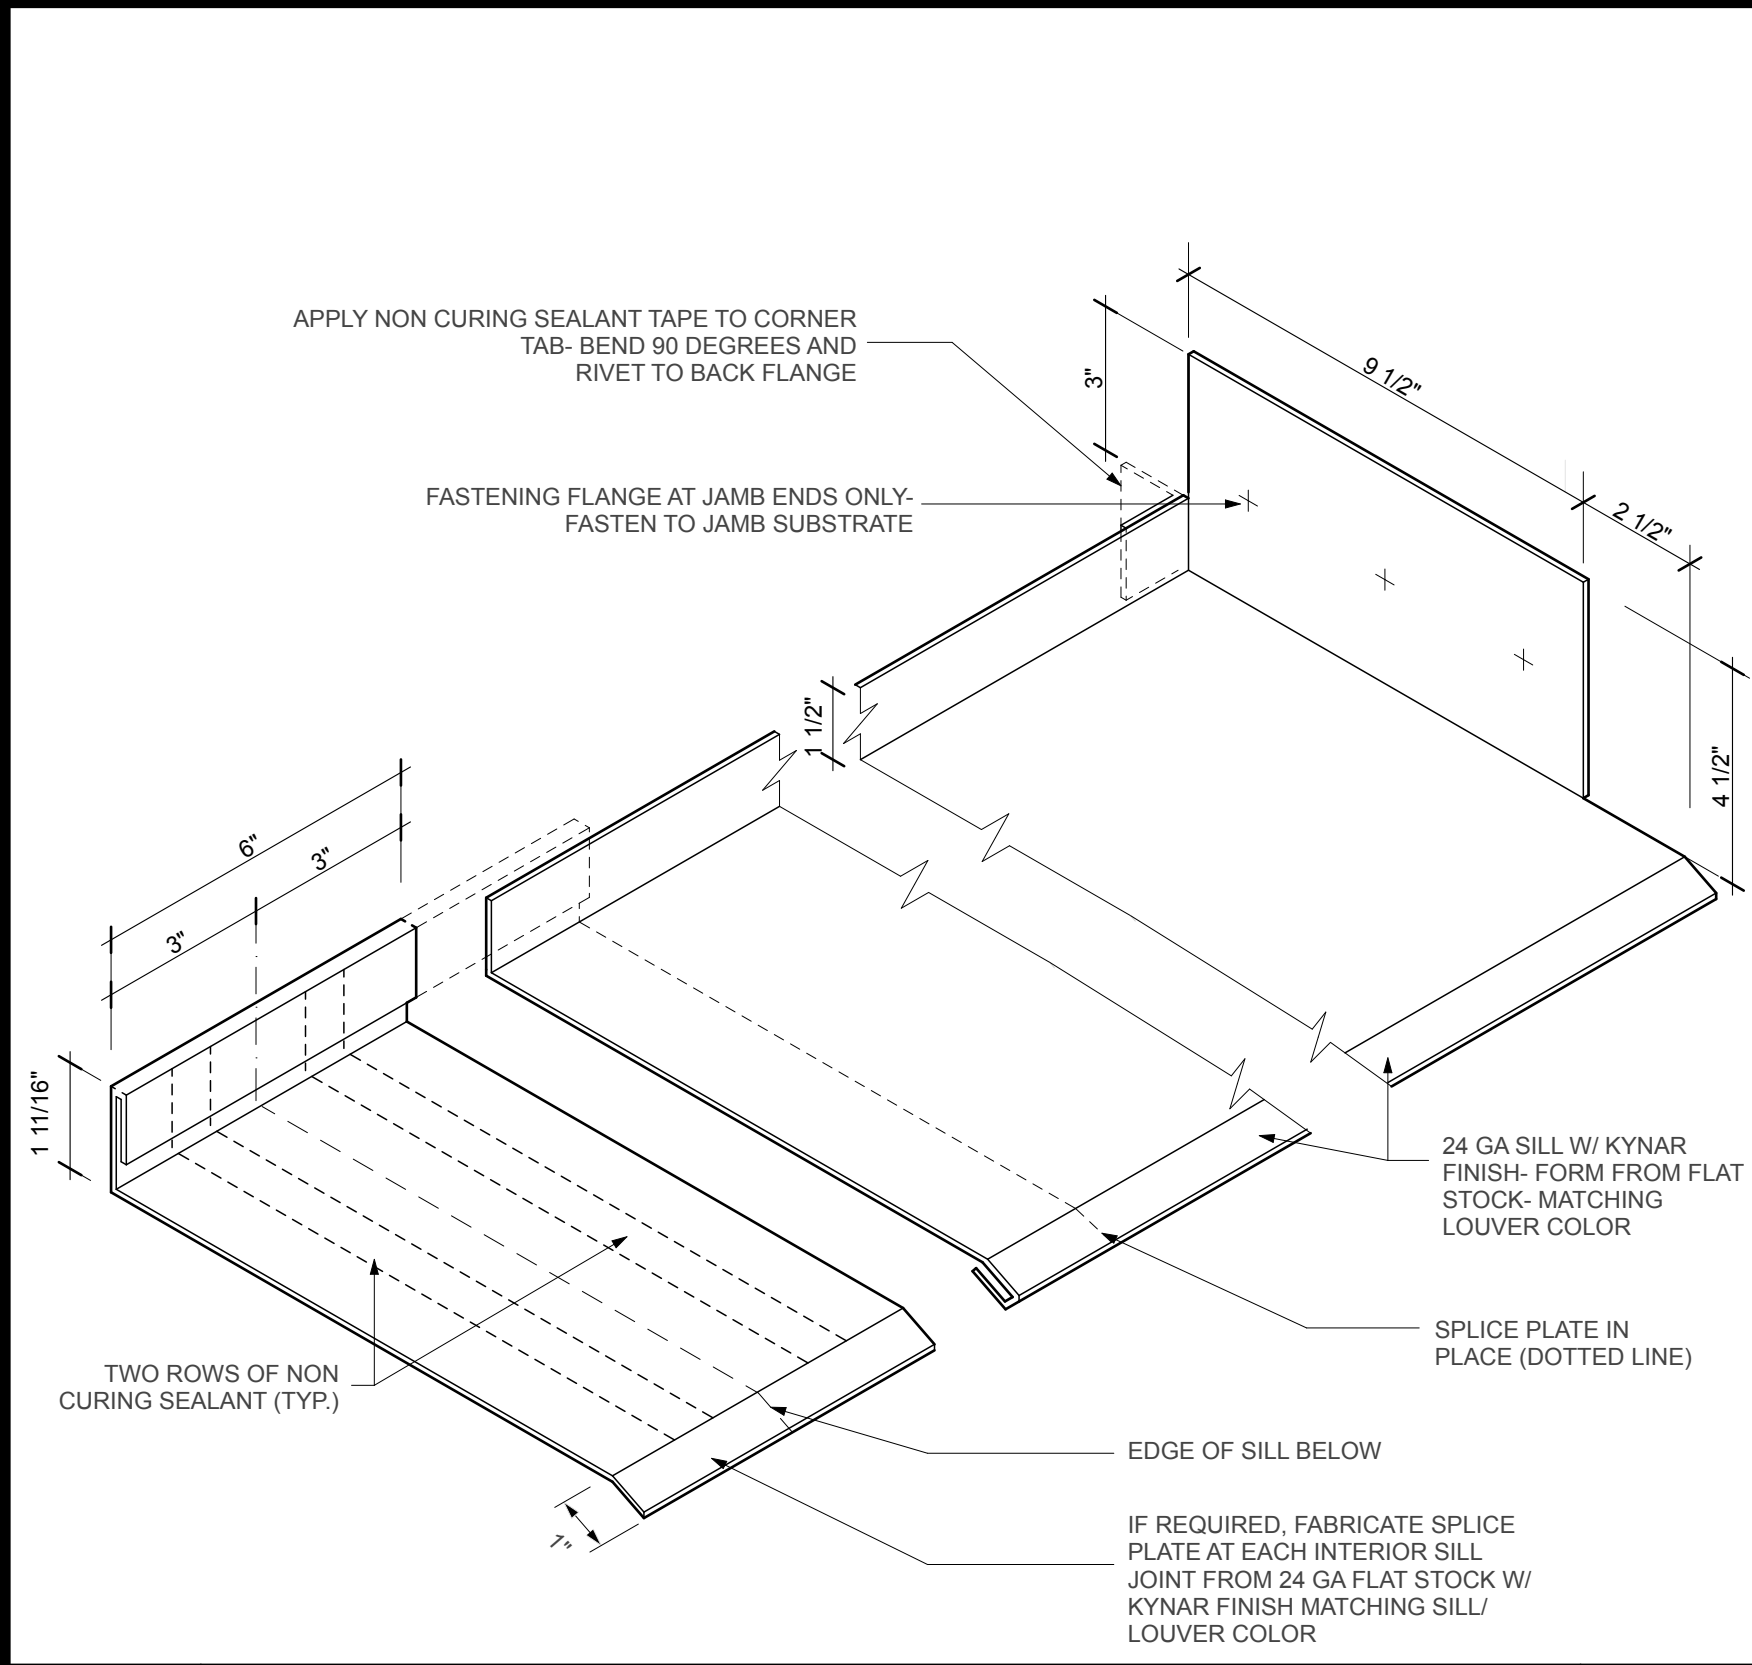 APPLY NON CURING SEALANT TAPE TO CORNER
TAB- BEND 90 DEGREES AND
RIVET TO BACK FLANGE
3"
9 1/2"
FASTENING FLANGE AT JAMB ENDS ONLY-
FASTEN TO JAMB SUBSTRATE
2 1/2"
1 1/2"
4 1/2"
6"
3"
3"
1 11/16"
24 GA SILL W/ KYNAR
FINISH- FORM FROM FLAT
STOCK- MATCHING
LOUVER COLOR
SPLICE PLATE IN
PLACE (DOTTED LINE)
TWO ROWS OF NON
CURING SEALANT (TYP.)
EDGE OF SILL BELOW
1"
IF REQUIRED, FABRICATE SPLICE
PLATE AT EACH INTERIOR SILL
JOINT FROM 24 GA FLAT STOCK W/
KYNAR FINISH MATCHING SILL/
LOUVER COLOR